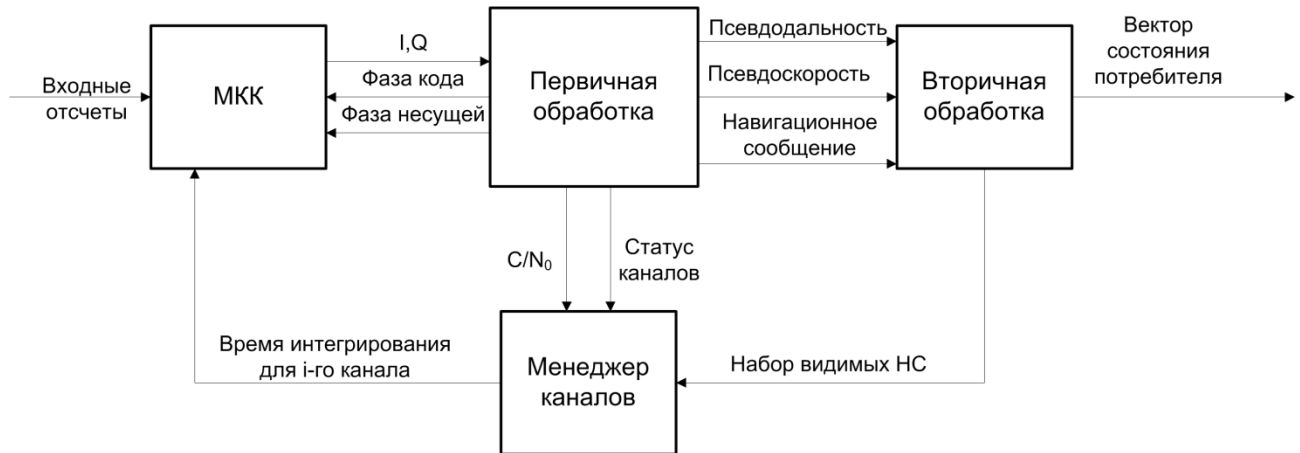 Входные
отсчеты
МКК
I,Q
Фаза кода
Фаза несущей
Первичная
обработка
Псевдодальность
Псевдоскорость
Навигационное
сообщение
Вторичная
обработка
Вектор
состояния
потребителя
C/N₀
Статус
каналов
Время интегрирования
для i-го канала
Менеджер
каналов
Набор видимых НС